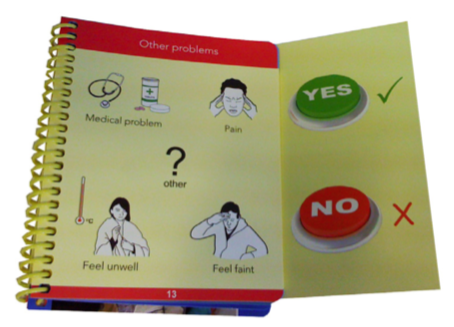 Other problems
Medical problem
Pain
?
other
°C
Feel unwell
Feel faint
13
YES
NO